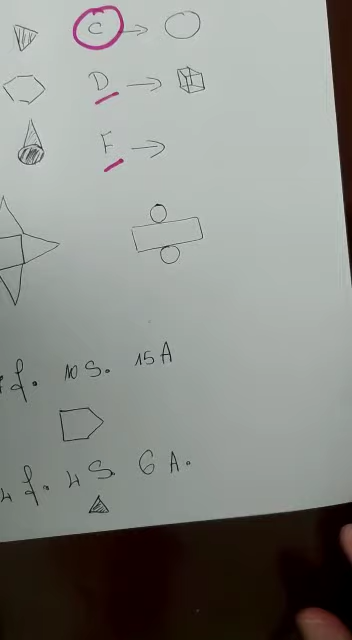 C →
D →
F →
f. 10 S. 15 A
4 f. 4 S. 6 A.